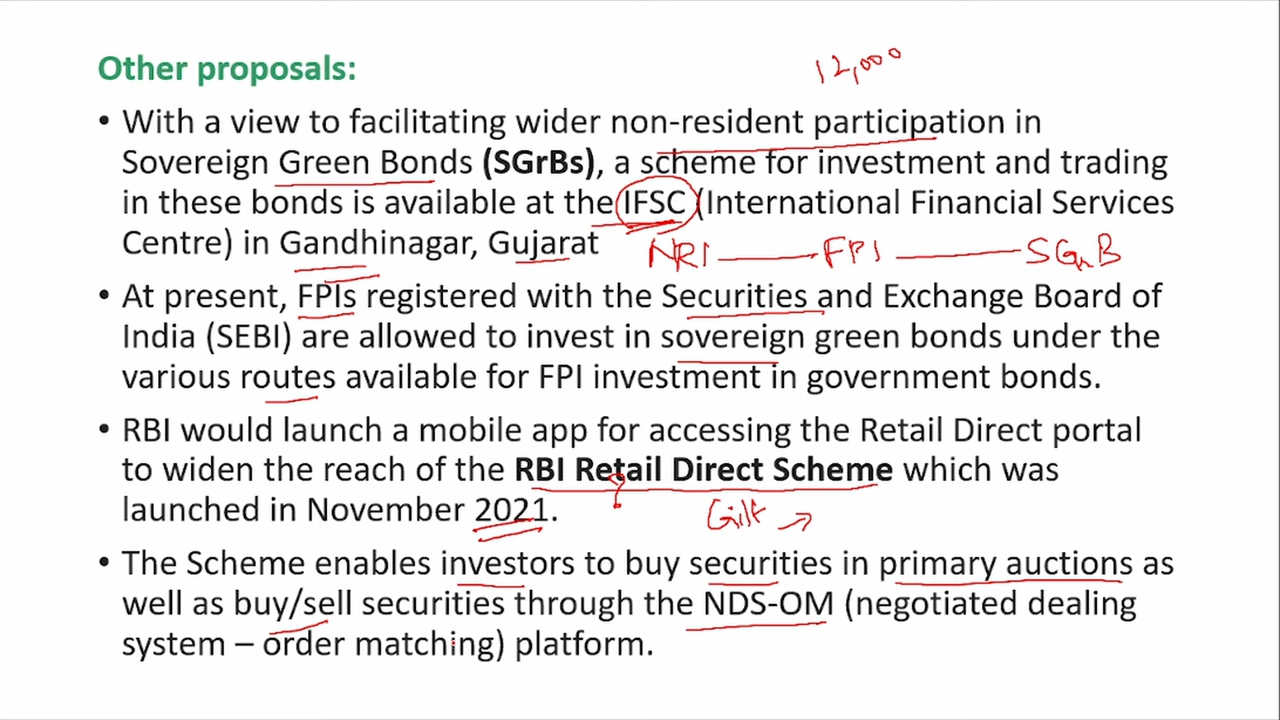 Other proposals:
12,000
• With a view to facilitating wider non-resident participation in
Sovereign Green Bonds (SGrBs), a scheme for investment and trading
in these bonds is available at the IFSC (International Financial Services
Centre) in Gandhinagar, Gujarat
NRI — FPI — SGrB
• At present, FPIs registered with the Securities and Exchange Board of
India (SEBI) are allowed to invest in sovereign green bonds under the
various routes available for FPI investment in government bonds.
• RBI would launch a mobile app for accessing the Retail Direct portal
to widen the reach of the RBI Retail Direct Scheme which was
launched in November 2021.
Gilt →
• The Scheme enables investors to buy securities in primary auctions as
well as buy/sell securities through the NDS-OM (negotiated dealing
system – order matching) platform.